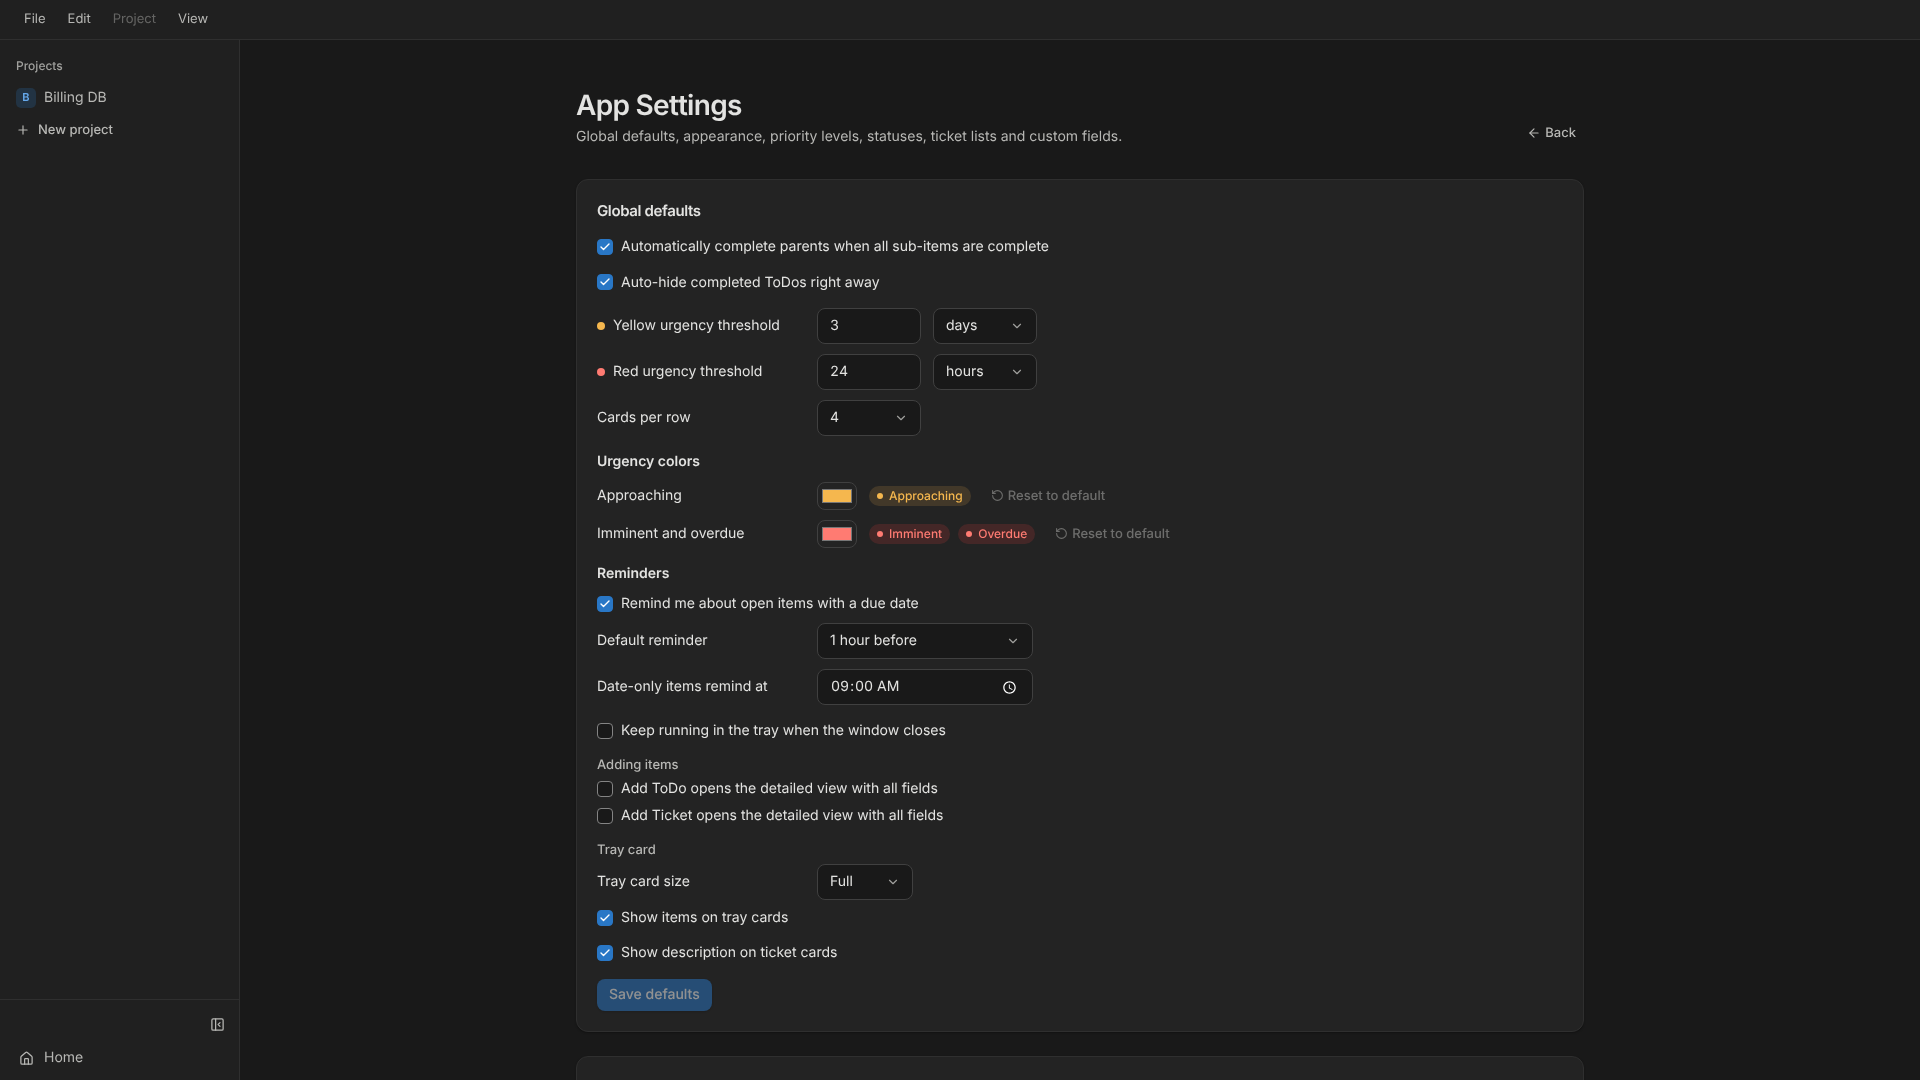 File Edit Project View
Projects
B Billing DB
New project
App Settings
Global defaults, appearance, priority levels, statuses, ticket lists and custom fields.
Back
Global defaults
Automatically complete parents when all sub-items are complete
Auto-hide completed ToDos right away
Yellow urgency threshold 3 days
Red urgency threshold 24 hours
Cards per row 4
Urgency colors
Approaching Approaching Reset to default
Imminent and overdue Imminent Overdue Reset to default
Reminders
Remind me about open items with a due date
Default reminder 1 hour before
Date-only items remind at 09:00 AM
Keep running in the tray when the window closes
Adding items
Add ToDo opens the detailed view with all fields
Add Ticket opens the detailed view with all fields
Tray card
Tray card size Full
Show items on tray cards
Show description on ticket cards
Save defaults
Home